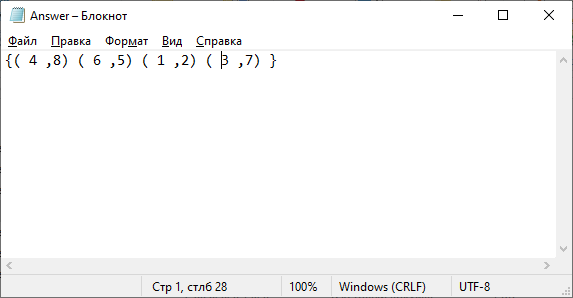 Answer – Блокнот
Файл Правка Формат Вид Справка
{( 4 ,8) ( 6 ,5) ( 1 ,2) ( 3 ,7) }
Стр 1, стлб 28 100% Windows (CRLF) UTF-8